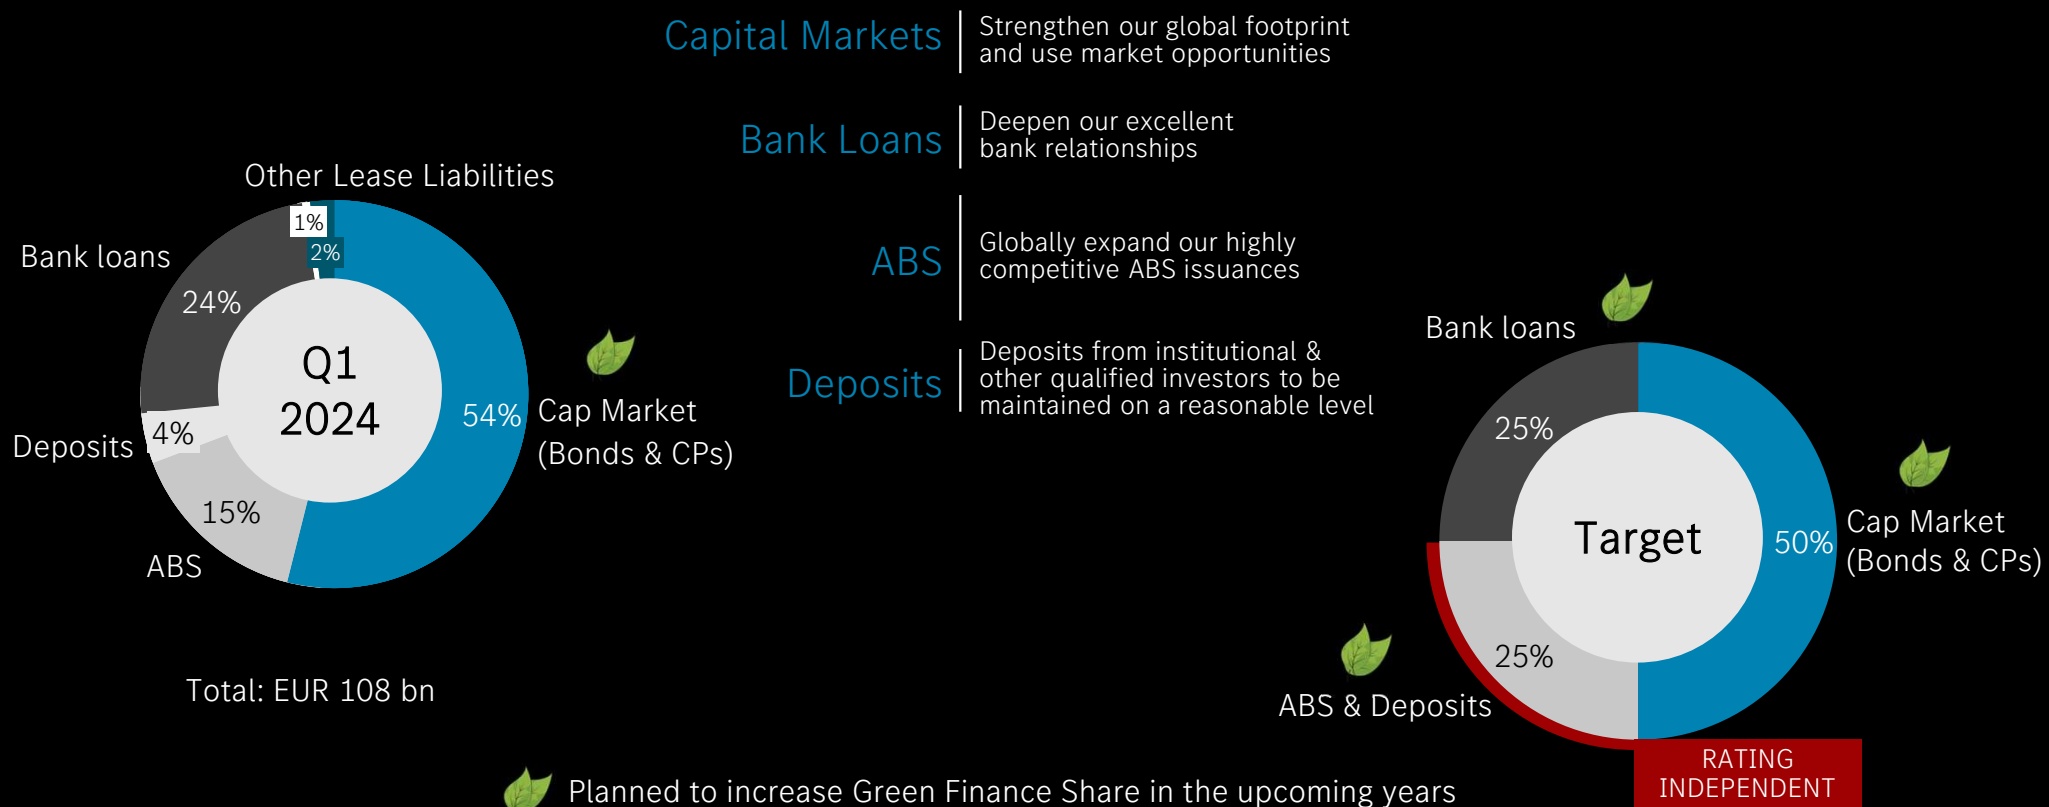 Capital Markets
Strengthen our global footprint
and use market opportunities
Bank Loans
Deepen our excellent
bank relationships
ABS
Globally expand our highly
competitive ABS issuances
Deposits
Deposits from institutional &
other qualified investors to be
maintained on a reasonable level
Other Lease Liabilities
1%
2%
Bank loans
24%
Q1
2024
54%
Cap Market
(Bonds & CPs)
Deposits
4%
15%
ABS
Total: EUR 108 bn
Bank loans
25%
Target
50%
Cap Market
(Bonds & CPs)
25%
ABS & Deposits
RATING
INDEPENDENT
Planned to increase Green Finance Share in the upcoming years